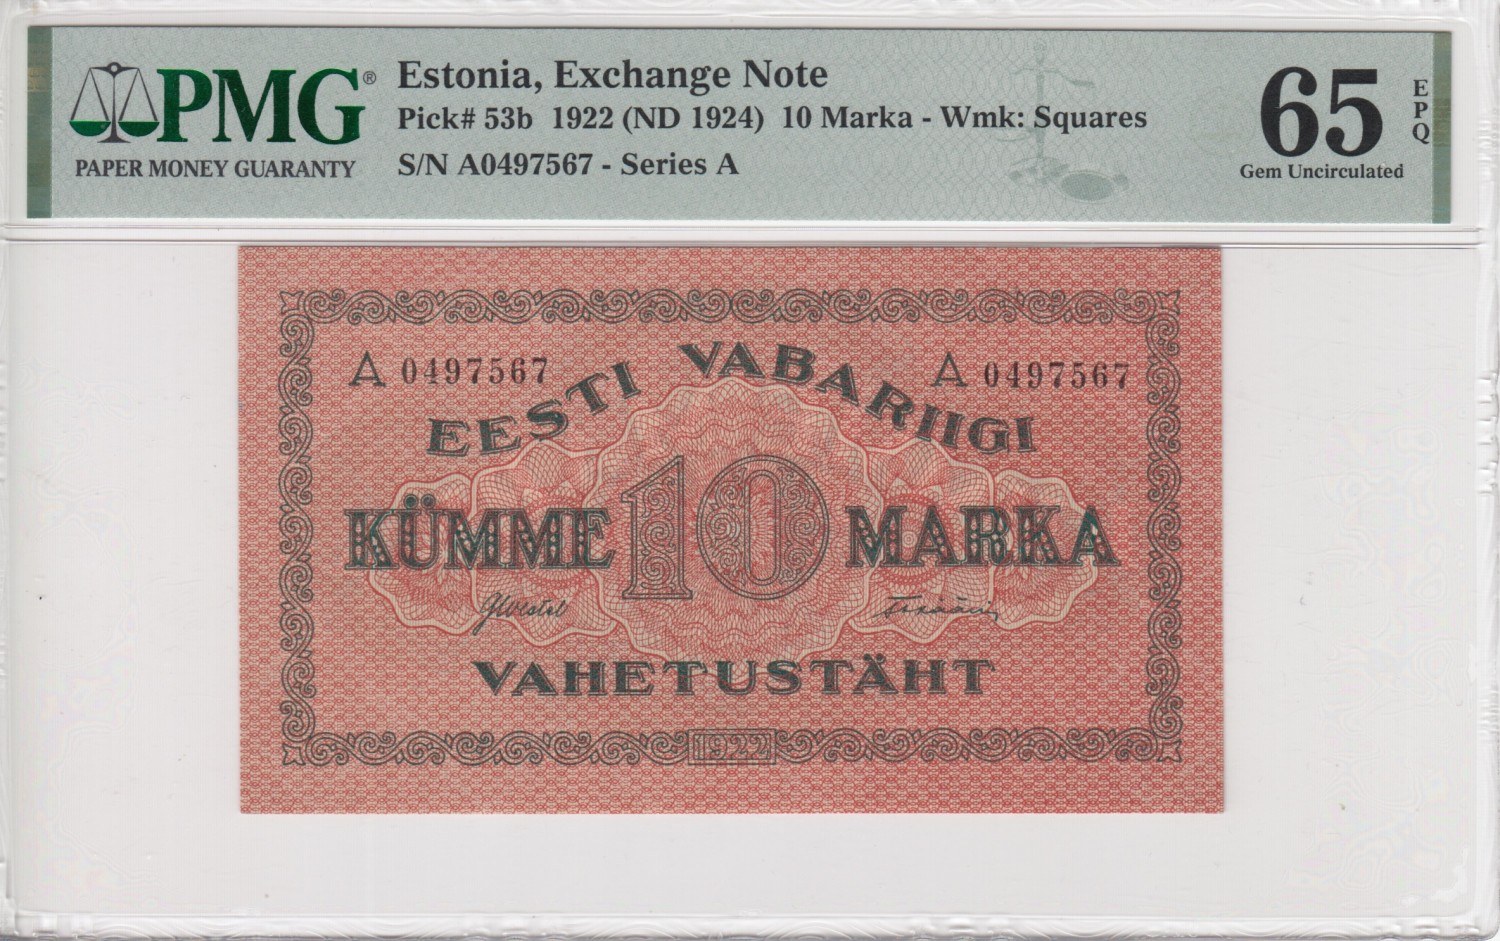 PMG®
PAPER MONEY GUARANTY
Estonia, Exchange Note
Pick# 53b 1922 (ND 1924) 10 Marka - Wmk: Squares
S/N A0497567 - Series A
65
EPQ
Gem Uncirculated
A 0497567
A 0497567
EESTI VABARIIGI
KÜMME 10 MARKA
VAHETUSTÄHT
1922